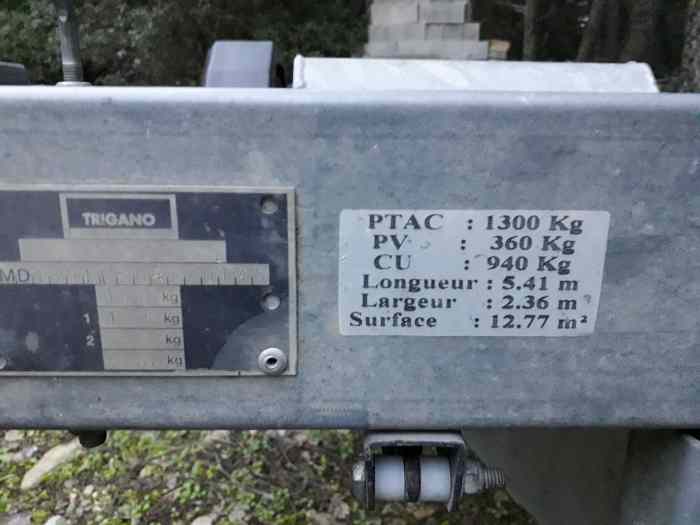 TRIGANO
MD
kg
1 kg
2 kg
kg
PTAC : 1300 Kg
PV : 360 Kg
CU : 940 Kg
Longueur : 5.41 m
Largeur : 2.36 m
Surface : 12.77 m²